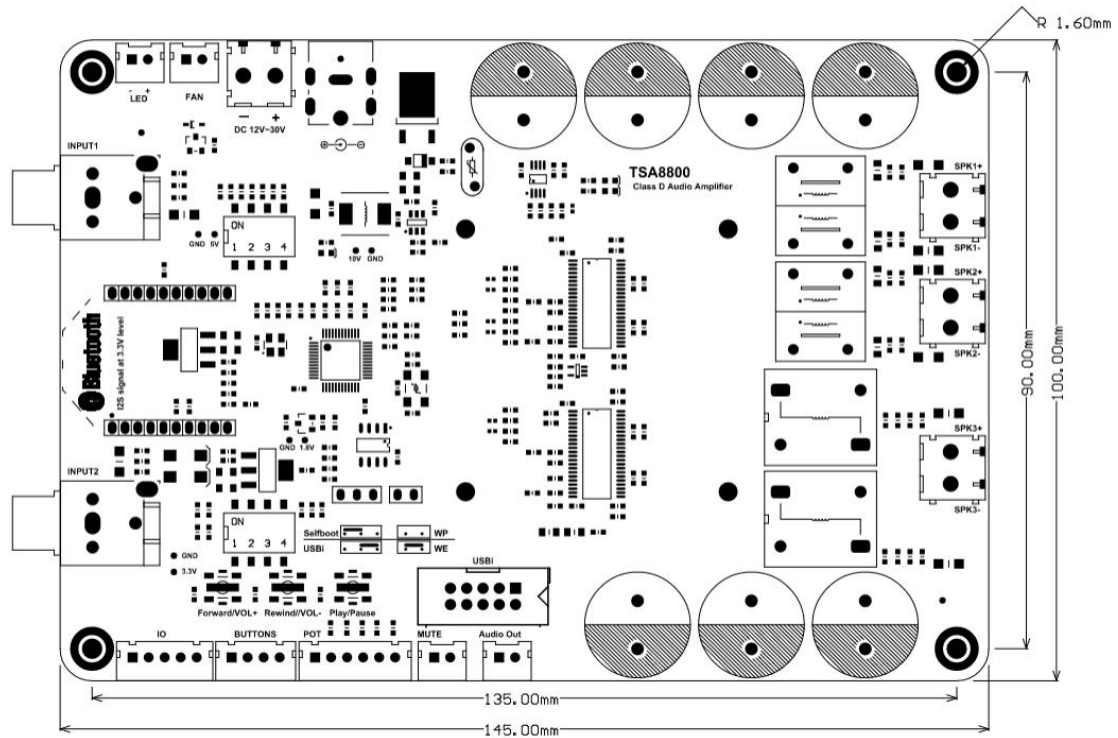 R 1.60mm
- +
LED
FAN
− +
DC 12V~30V
INPUT1
TSA8800
Class D Audio Amplifier
SPK1+
SPK1-
SPK2+
SPK2-
SPK3+
SPK3-
ON
1 2 3 4
GND 5V
10V GND
Bluetooth
I2S signal at 3.3V level
GND 1.8V
INPUT2
ON
1 2 3 4
Selfboot
USBi
WP
WE
GND
3.3V
USBi
Forward/VOL+
Rewind//VOL-
Play/Pause
IO
BUTTONS
POT
MUTE
Audio Out
90.00mm
100.00mm
135.00mm
145.00mm